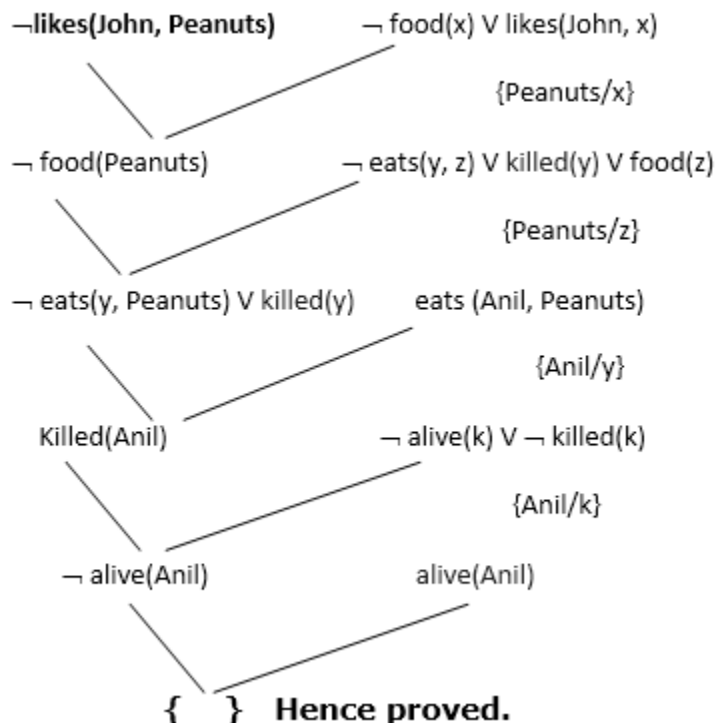 ¬likes(John, Peanuts) ¬ food(x) V likes(John, x)
{Peanuts/x}
¬ food(Peanuts) ¬ eats(y, z) V killed(y) V food(z)
{Peanuts/z}
¬ eats(y, Peanuts) V killed(y) eats (Anil, Peanuts)
{Anil/y}
Killed(Anil) ¬ alive(k) V ¬ killed(k)
{Anil/k}
¬ alive(Anil) alive(Anil)
{ } Hence proved.